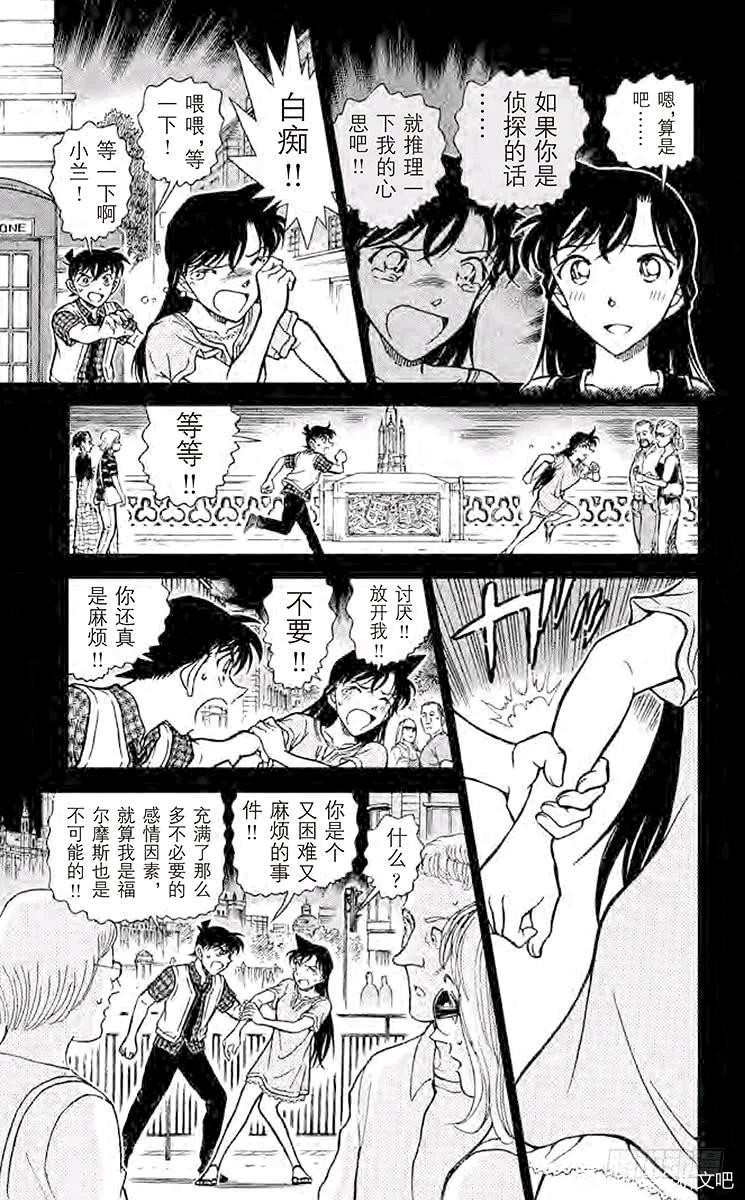 嗯,算是
吧……
如果你是
侦探的话
……
就推理一
下我的心
思吧!!
白痴!!
喂喂,等
一下!
等一下啊
小兰!
ONE
等等!!
讨厌!!
放开我!!
不要!!
你还真
是麻烦!!
什么?
你是个
又困难又
麻烦的事
件!!
充满了那么
多不必要的
感情因素,
就算我是福
尔摩斯也是
不可能的!!
文吧